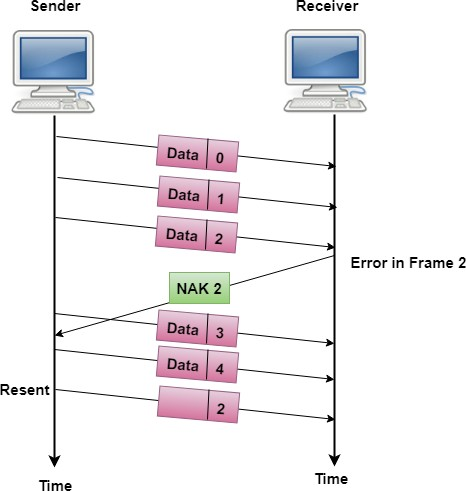 Sender
Receiver
Data 0
Data 1
Data 2
Error in Frame 2
NAK 2
Data 3
Data 4
Resent
2
Time
Time